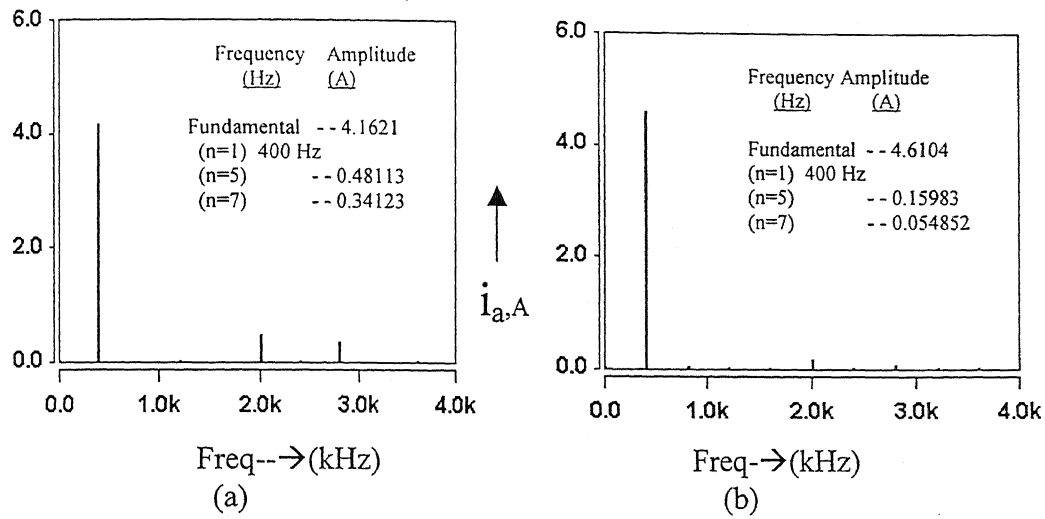 6.0
4.0
2.0
0.0
0.0 1.0k 2.0k 3.0k 4.0k
Frequency Amplitude
(Hz) (A)
Fundamental --4.1621
(n=1) 400 Hz
(n=5) --0.48113
(n=7) --0.34123
Freq--→(kHz)
(a)
ia,A
6.0
4.0
2.0
0.0
0.0 1.0k 2.0k 3.0k 4.0k
Frequency Amplitude
(Hz) (A)
Fundamental --4.6104
(n=1) 400 Hz
(n=5) --0.15983
(n=7) --0.054852
Freq-→(kHz)
(b)